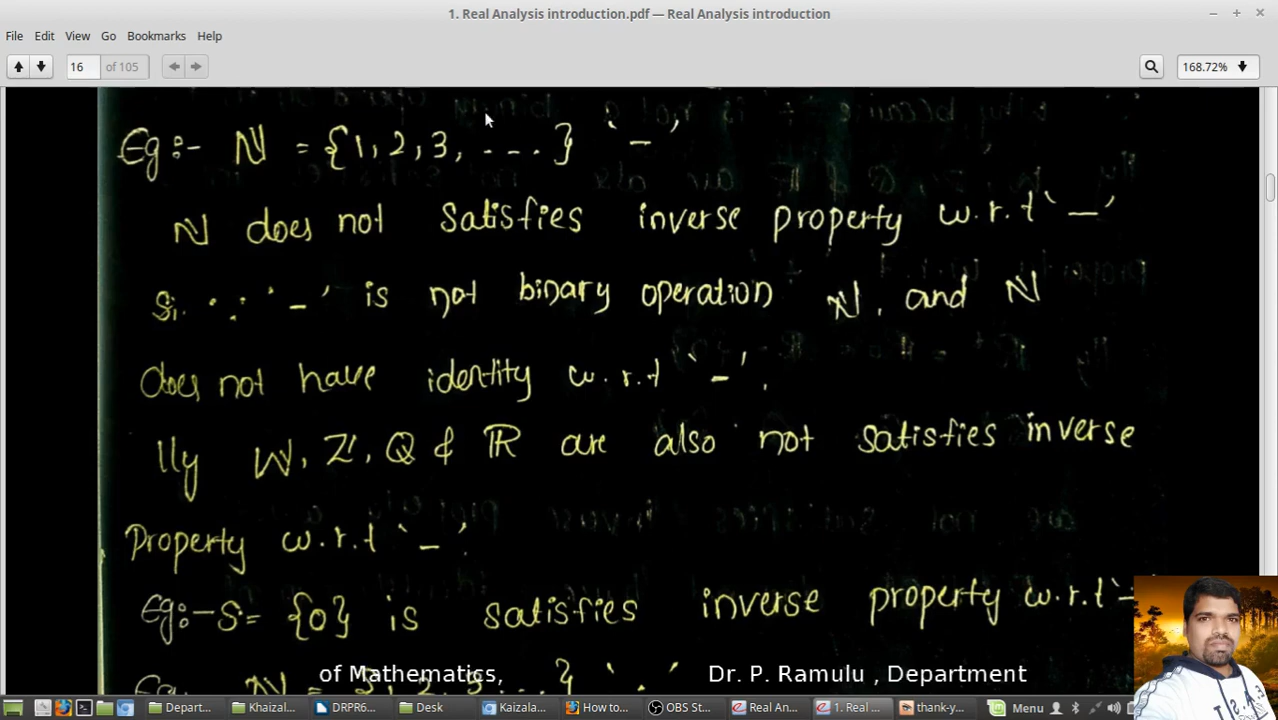 1. Real Analysis introduction.pdf — Real Analysis introduction
File Edit View Go Bookmarks Help
16 of 105 168.72%
Eg:- ℕ = {1, 2, 3, ....} '−'
ℕ does not satisfies inverse property w.r.t '−'
Si. ∵ '−' is not binary operation ℕ, and ℕ
does not have identity w.r.t '−'.
lly W, Z, Q & ℝ are also not satisfies inverse
Property w.r.t '−'.
Eg:- S = {0} is satisfies inverse property w.r.t '−
of Mathematics, Dr. P. Ramulu , Department
Depart... Khaizal... DRPR6... Desk Kaizala... How to... OBS St... Real An... 1. Real ... thank-y... Menu